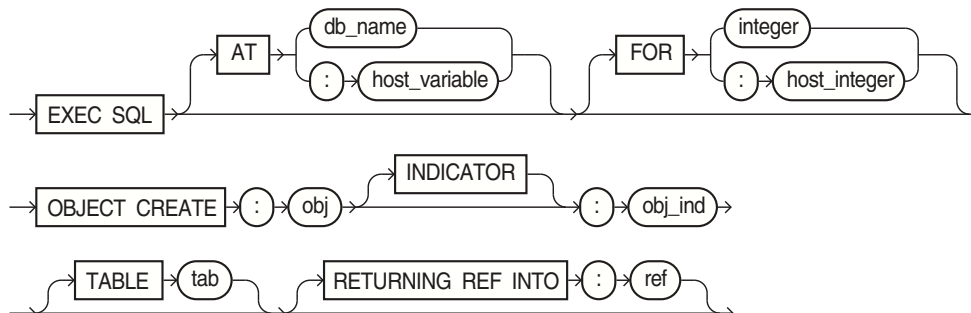 db_name integer
AT FOR
: host_variable : host_integer
EXEC SQL
INDICATOR
OBJECT CREATE : obj : obj_ind
TABLE tab RETURNING REF INTO : ref